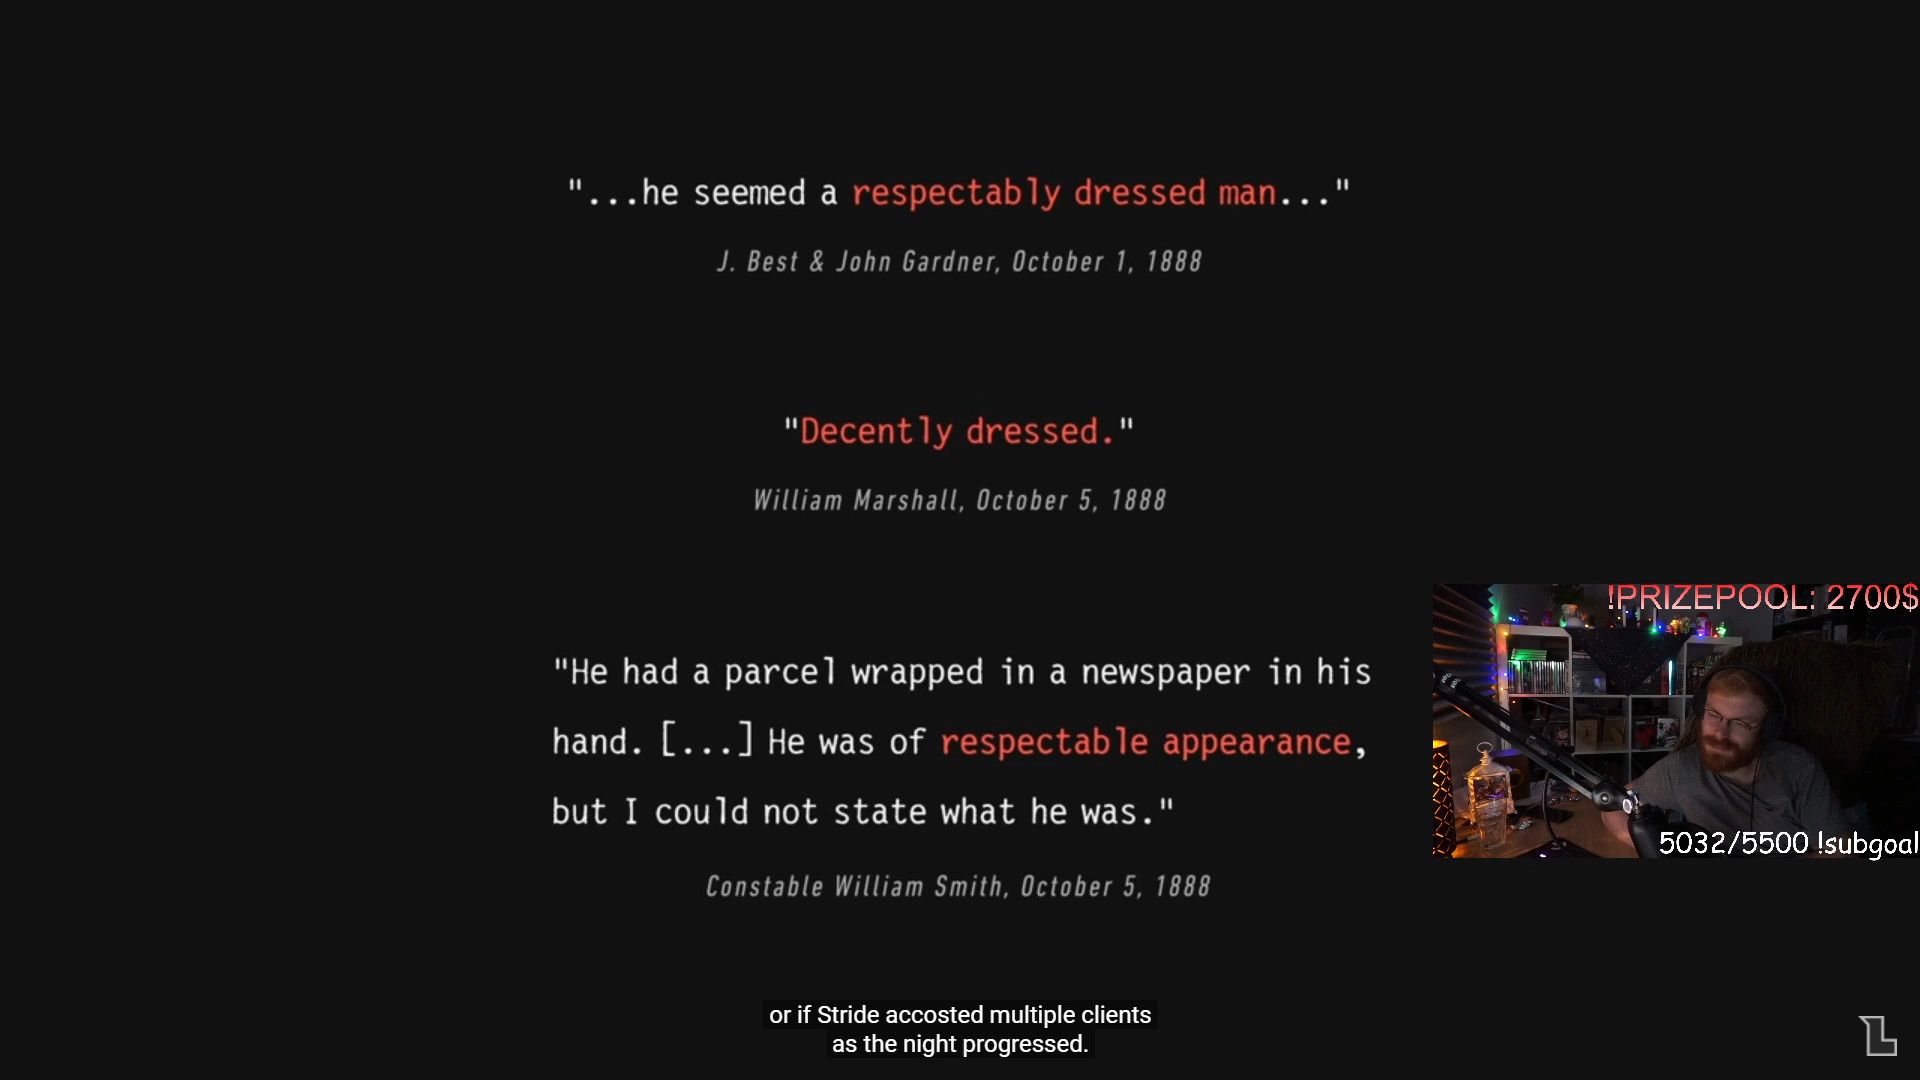 "...he seemed a respectably dressed man..."
J. Best & John Gardner, October 1, 1888
"Decently dressed."
William Marshall, October 5, 1888
"He had a parcel wrapped in a newspaper in his
hand. [...] He was of respectable appearance,
but I could not state what he was."
Constable William Smith, October 5, 1888
!PRIZEPOOL: 2700$
5032/5500 !subgoal
or if Stride accosted multiple clients
as the night progressed.